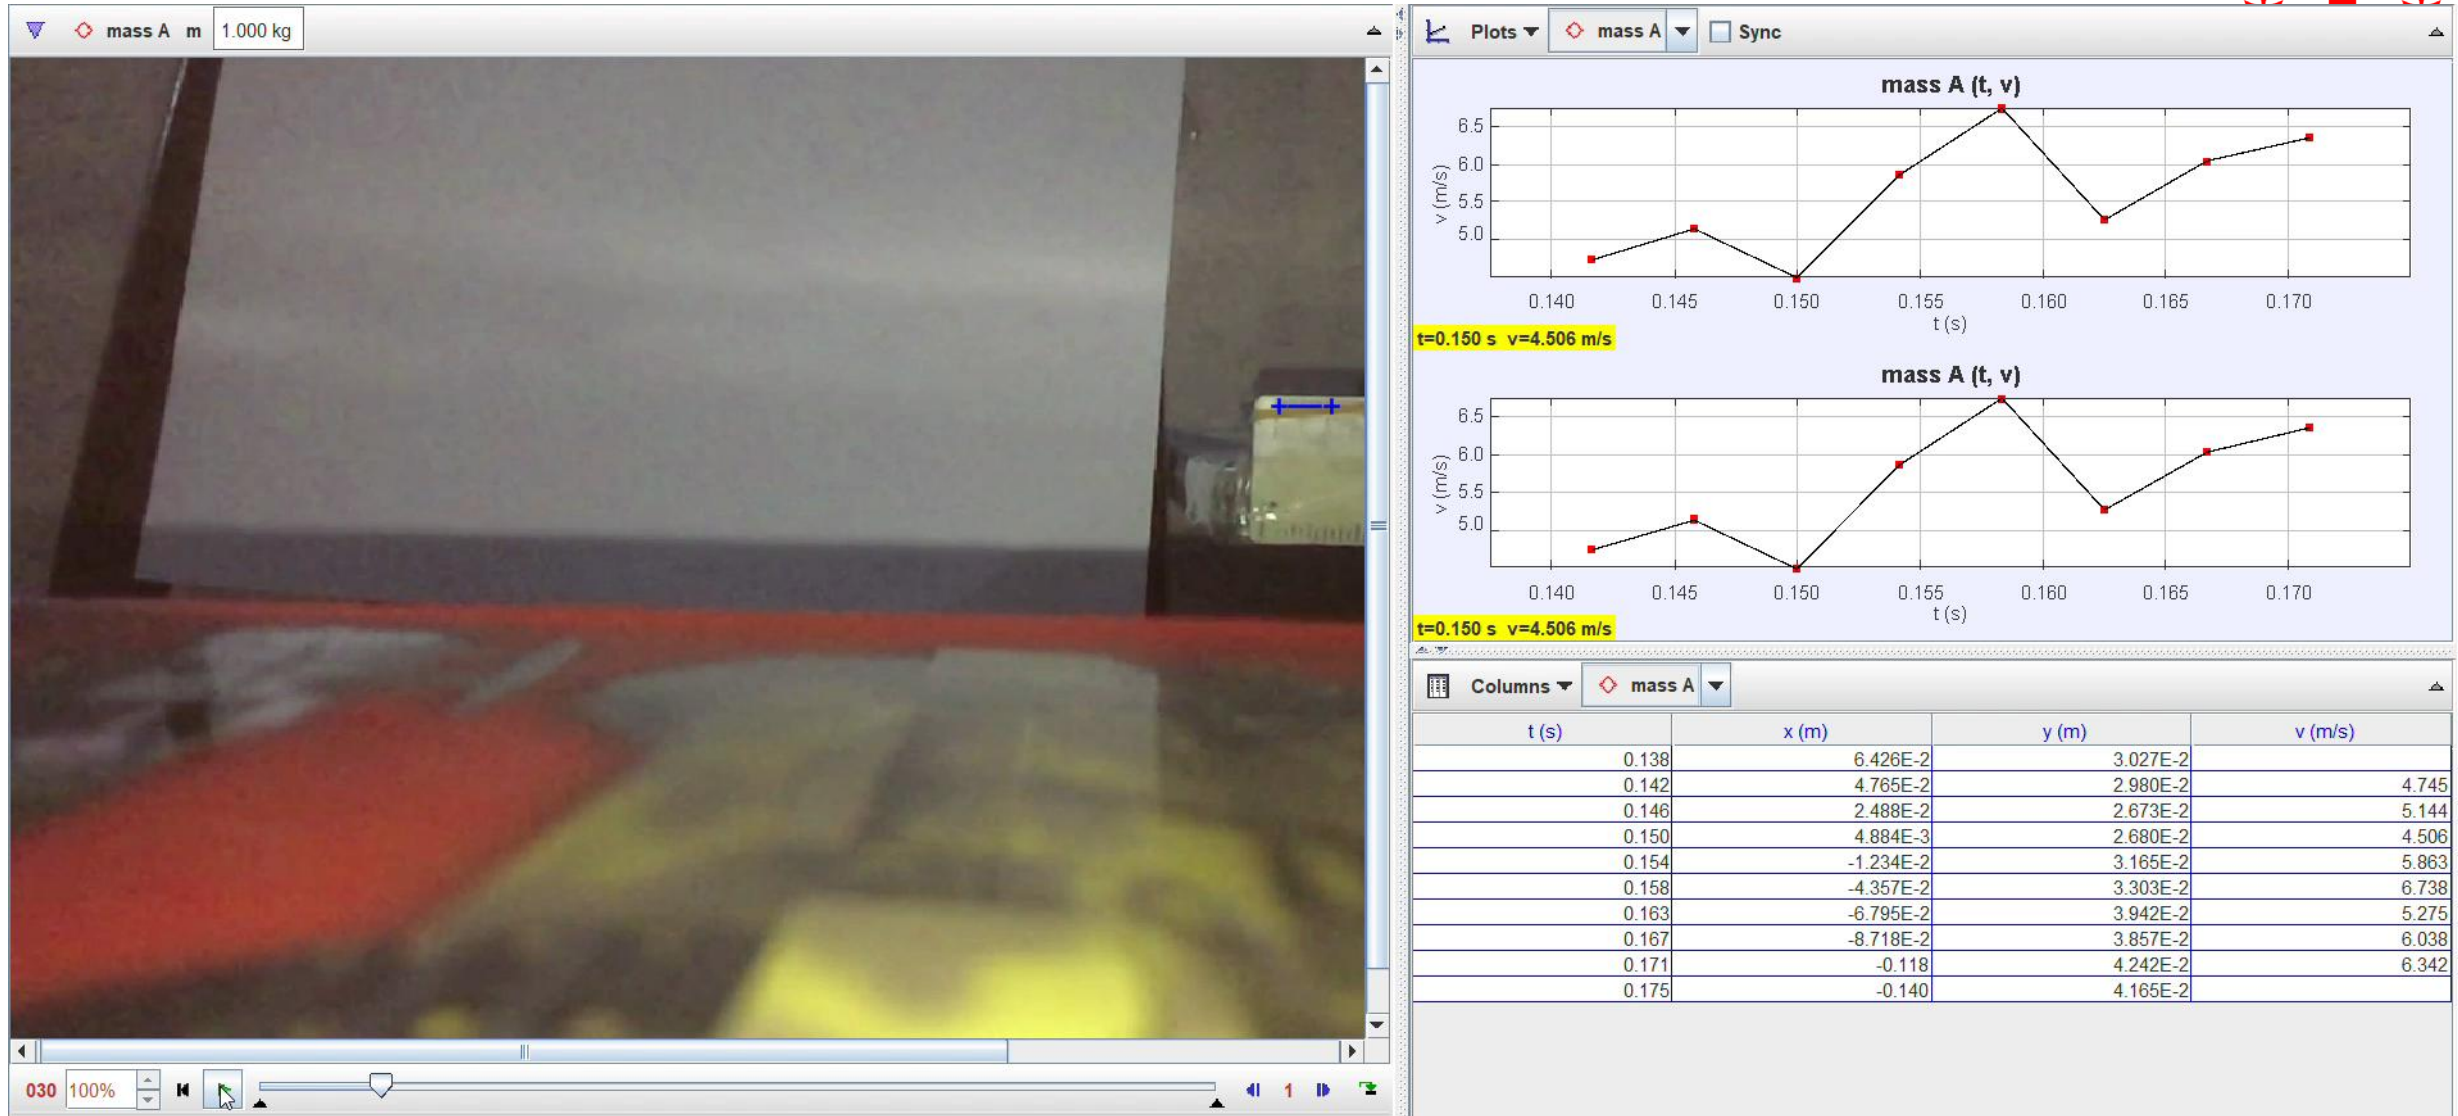 mass A m 1.000 kg
Plots mass A Sync
mass A (t, v)
v (m/s)
6.5
6.0
5.5
5.0
0.140 0.145 0.150 0.155 0.160 0.165 0.170
t (s)
t=0.150 s v=4.506 m/s
mass A (t, v)
v (m/s)
6.5
6.0
5.5
5.0
0.140 0.145 0.150 0.155 0.160 0.165 0.170
t (s)
t=0.150 s v=4.506 m/s
Columns mass A
t (s) x (m) y (m) v (m/s)
0.138 6.426E-2 3.027E-2
0.142 4.765E-2 2.980E-2 4.745
0.146 2.488E-2 2.673E-2 5.144
0.150 4.884E-3 2.680E-2 4.506
0.154 -1.234E-2 3.165E-2 5.863
0.158 -4.357E-2 3.303E-2 6.738
0.163 -6.795E-2 3.942E-2 5.275
0.167 -8.718E-2 3.857E-2 6.038
0.171 -0.118 4.242E-2 6.342
0.175 -0.140 4.165E-2
030 100% 1